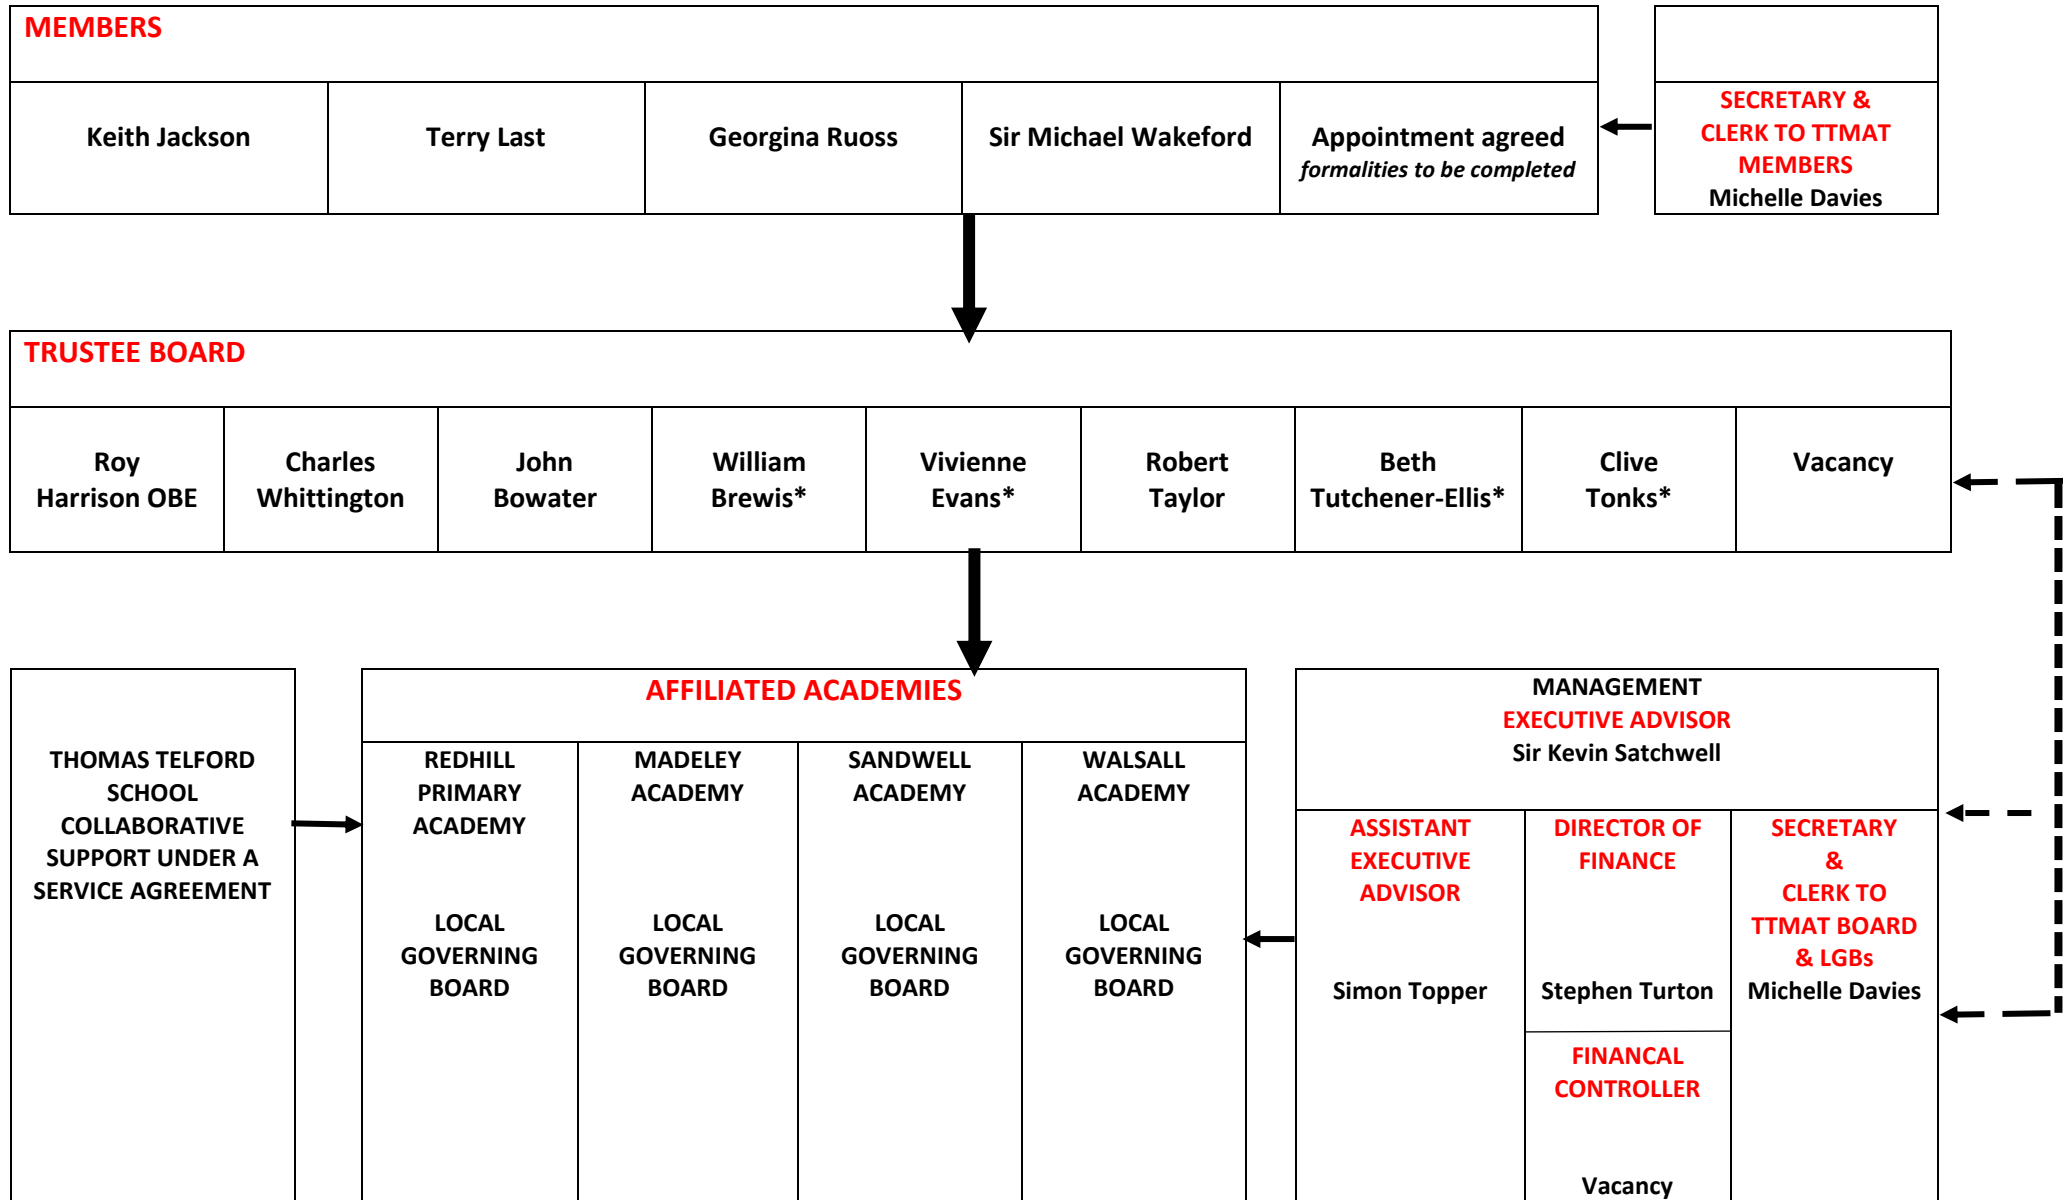 MEMBERS
Keith Jackson
Terry Last
Georgina Ruoss
Sir Michael Wakeford
Appointment agreed
formalities to be completed
SECRETARY &
CLERK TO TTMAT
MEMBERS
Michelle Davies
TRUSTEE BOARD
Roy
Harrison OBE
Charles
Whittington
John
Bowater
William
Brewis*
Vivienne
Evans*
Robert
Taylor
Beth
Tutchener-Ellis*
Clive
Tonks*
Vacancy
THOMAS TELFORD
SCHOOL
COLLABORATIVE
SUPPORT UNDER A
SERVICE AGREEMENT
AFFILIATED ACADEMIES
REDHILL
PRIMARY
ACADEMY
LOCAL
GOVERNING
BOARD
MADELEY
ACADEMY
LOCAL
GOVERNING
BOARD
SANDWELL
ACADEMY
LOCAL
GOVERNING
BOARD
WALSALL
ACADEMY
LOCAL
GOVERNING
BOARD
MANAGEMENT
EXECUTIVE ADVISOR
Sir Kevin Satchwell
ASSISTANT
EXECUTIVE
ADVISOR
Simon Topper
DIRECTOR OF
FINANCE
Stephen Turton
FINANCAL
CONTROLLER
Vacancy
SECRETARY
&
CLERK TO
TTMAT BOARD
& LGBs
Michelle Davies